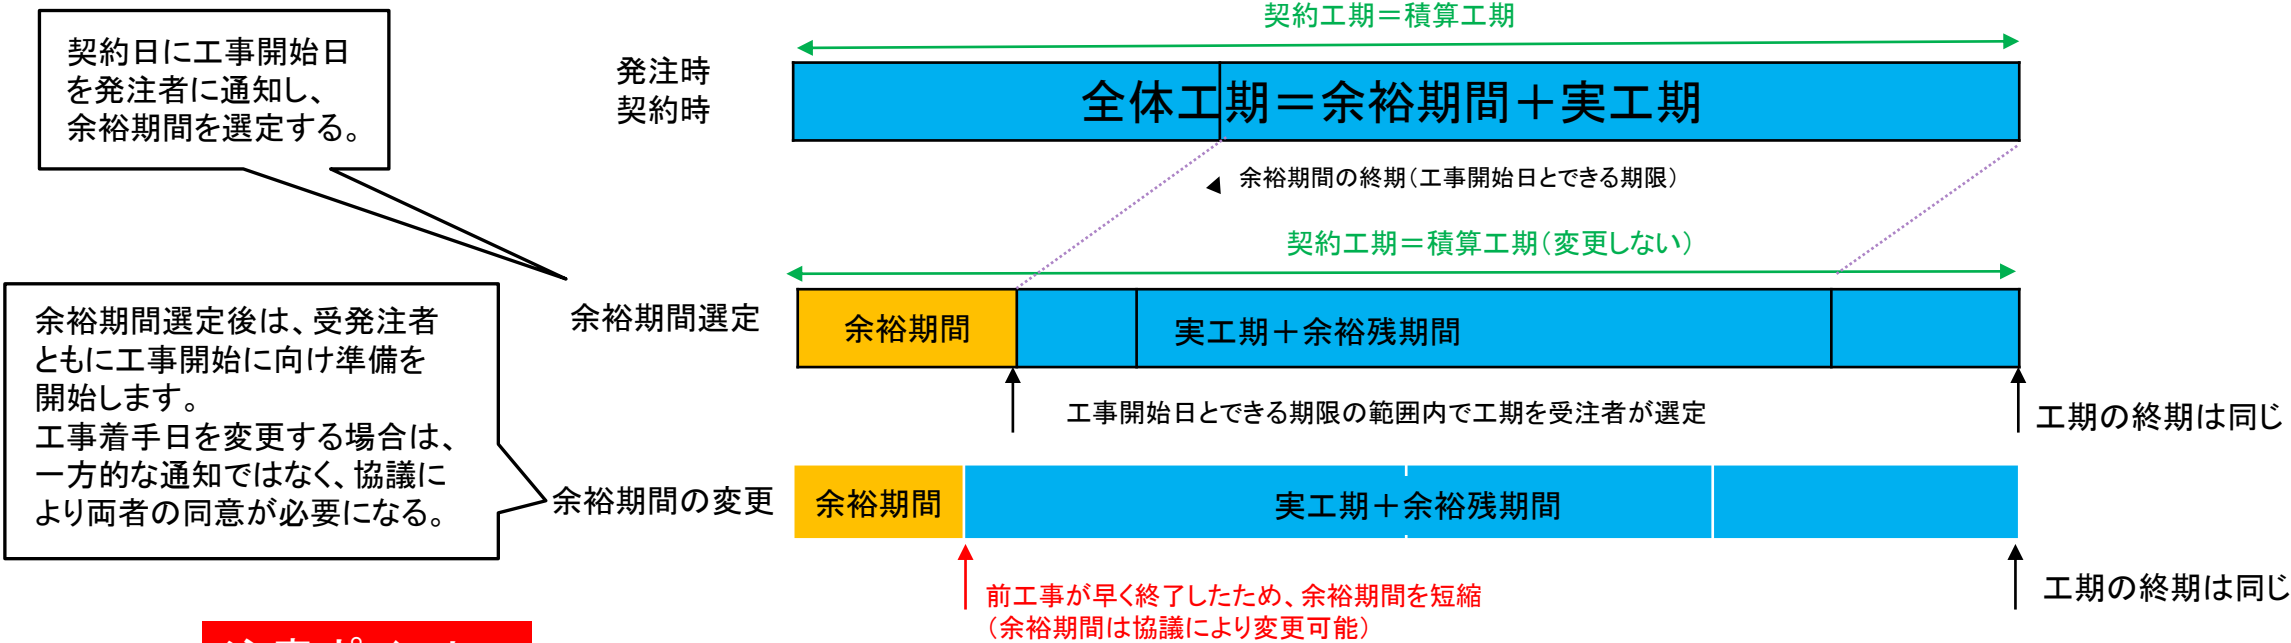 契約工期＝積算工期
契約日に工事開始日
を発注者に通知し、
余裕期間を選定する。
発注時
契約時
全体工期＝余裕期間＋実工期
余裕期間の終期（工事開始日とできる期限）
契約工期＝積算工期（変更しない）
余裕期間選定
余裕期間
実工期＋余裕残期間
工事開始日とできる期限の範囲内で工期を受注者が選定
工期の終期は同じ
余裕期間選定後は、受発注者
ともに工事開始に向け準備を
開始します。
工事着手日を変更する場合は、
一方的な通知ではなく、協議に
より両者の同意が必要になる。
余裕期間の変更
余裕期間
実工期＋余裕残期間
前工事が早く終了したため、余裕期間を短縮
（余裕期間は協議により変更可能）
工期の終期は同じ